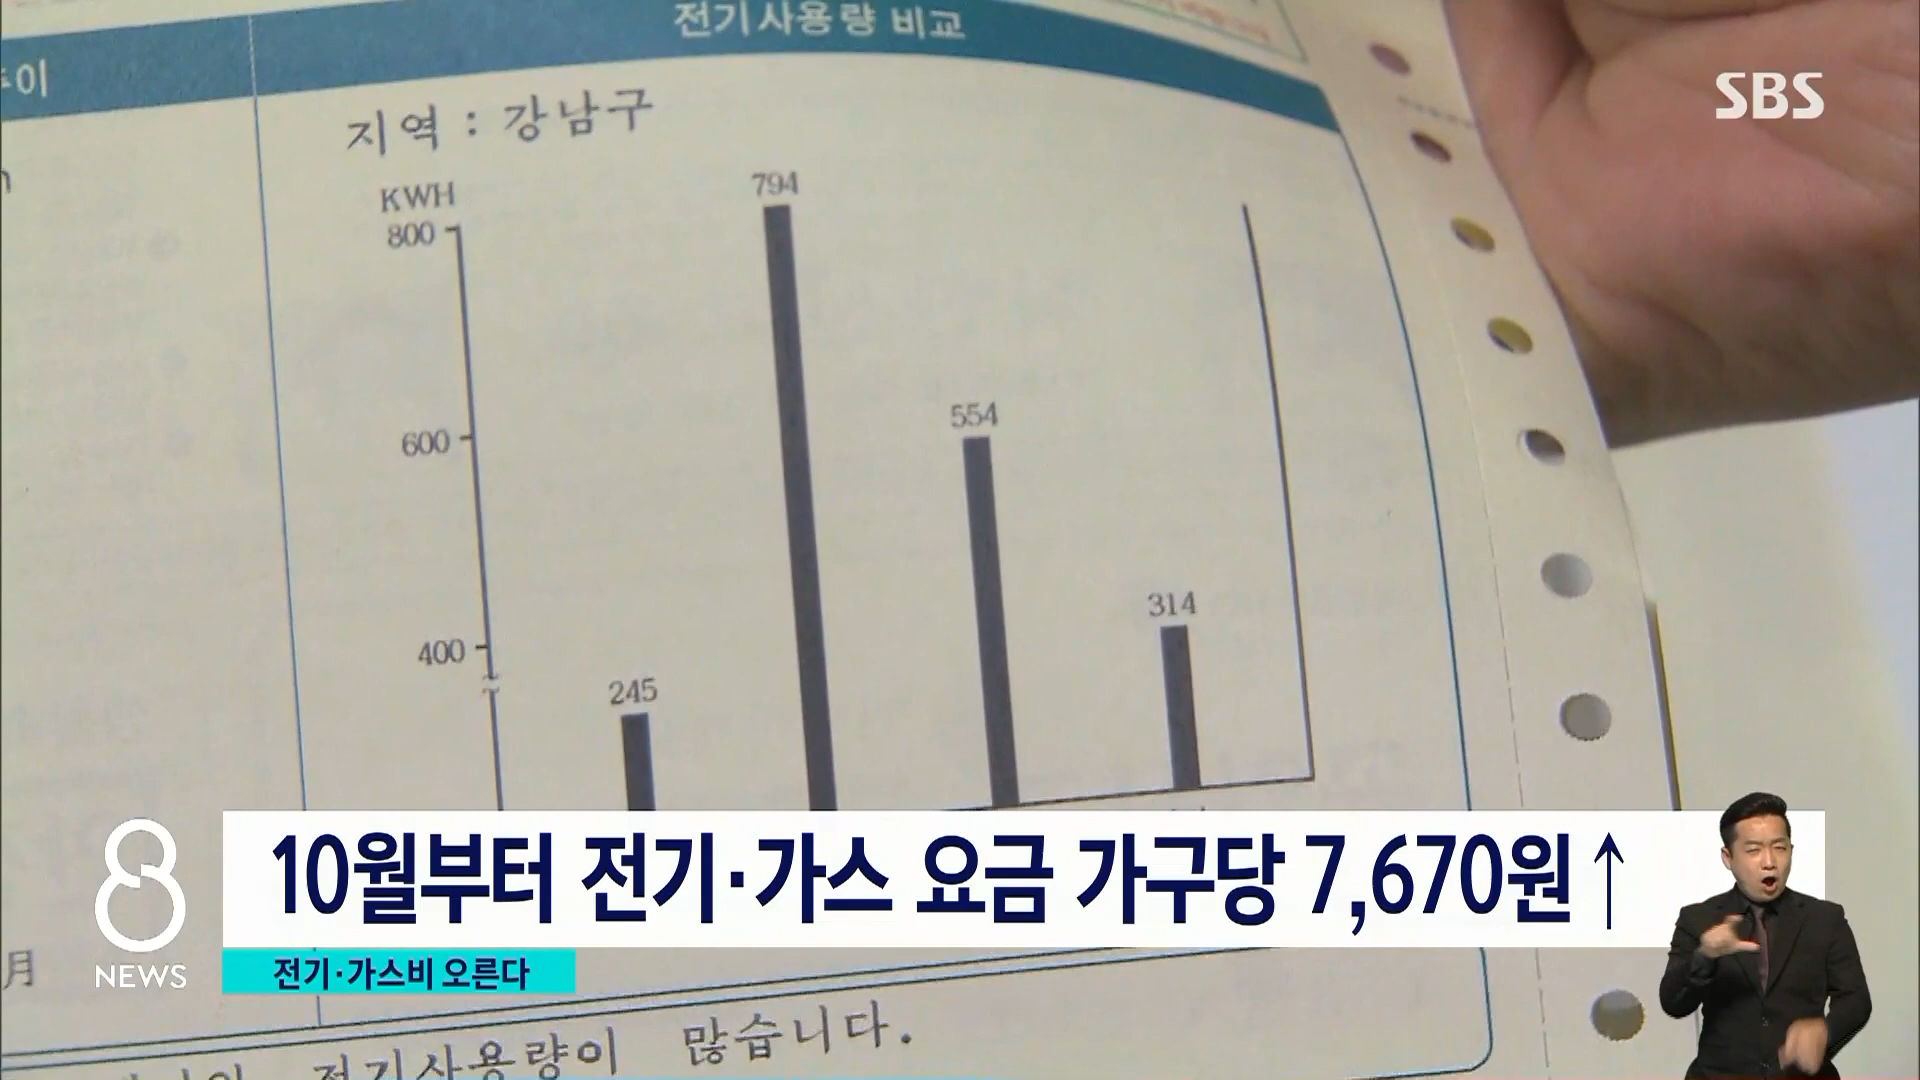 전기사용량 비교
SBS
지역 : 강남구
KWH
794
800
554
600
314
400
245
10월부터 전기·가스 요금 가구당 7,670원↑
8
NEWS
전기·가스비 오른다
月
전기사용량이 많습니다.